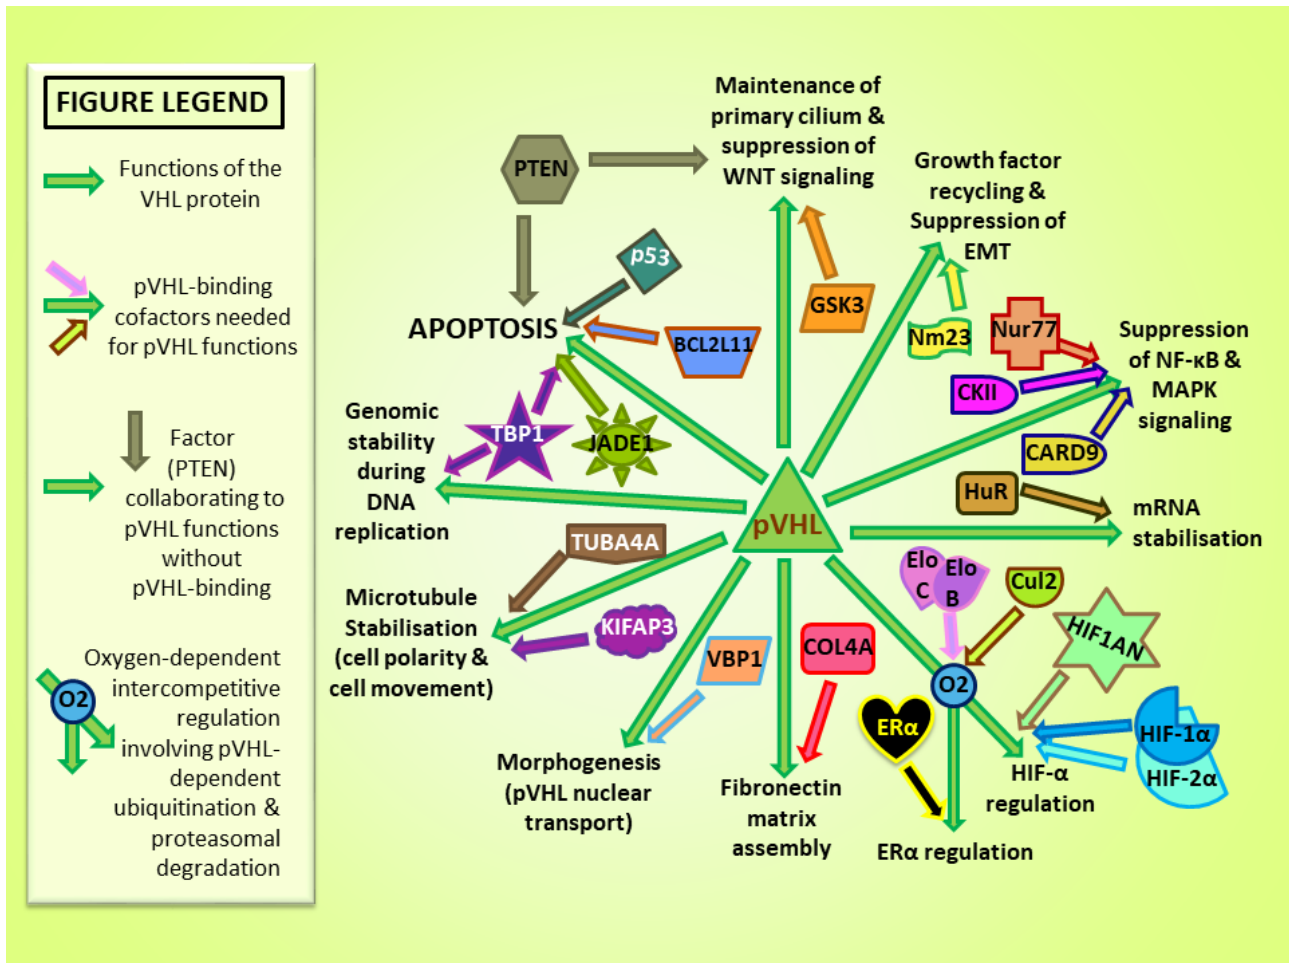 FIGURE LEGEND
Functions of the
VHL protein
pVHL-binding
cofactors needed
for pVHL functions
Factor
(PTEN)
collaborating to
pVHL functions
without
pVHL-binding
Oxygen-dependent
intercompetitive
regulation
involving pVHL-
dependent
ubiquitination &
proteasomal
degradation
O2
Maintenance of
primary cilium &
suppression of
WNT signaling
PTEN
Growth factor
recycling &
Suppression of
EMT
p53
GSK3
APOPTOSIS
BCL2L11
Nm23
Nur77
Suppression
of NF-κB &
MAPK
signaling
CKII
CARD9
Genomic
stability
during
DNA
replication
TBP1
JADE1
HuR
mRNA
stabilisation
pVHL
TUBA4A
Elo
C
Elo
B
Cul2
Microtubule
Stabilisation
(cell polarity &
cell movement)
KIFAP3
VBP1
COL4A
HIF1AN
O2
ERα
HIF-1α
HIF-2α
Morphogenesis
(pVHL nuclear
transport)
Fibronectin
matrix
assembly
HIF-α
regulation
ERα regulation